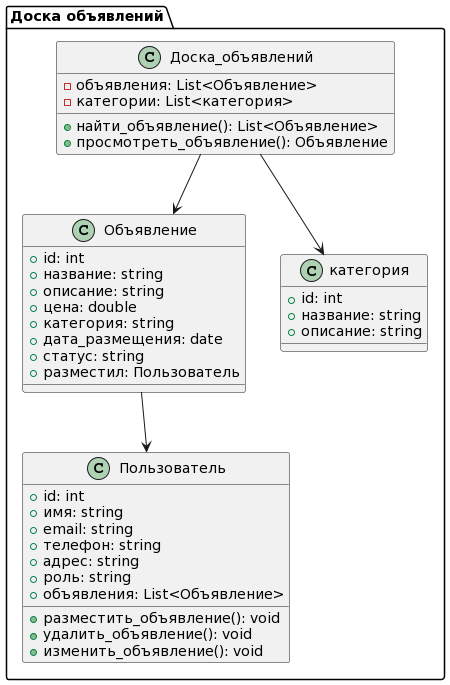 Доска объявлений
C Доска_объявлений
объявления: List<Объявление>
категории: List<категория>
найти_объявление(): List<Объявление>
просмотреть_объявление(): Объявление
C Объявление
id: int
название: string
описание: string
цена: double
категория: string
дата_размещения: date
статус: string
разместил: Пользователь
C категория
id: int
название: string
описание: string
C Пользователь
id: int
имя: string
email: string
телефон: string
адрес: string
роль: string
объявления: List<Объявление>
разместить_объявление(): void
удалить_объявление(): void
изменить_объявление(): void